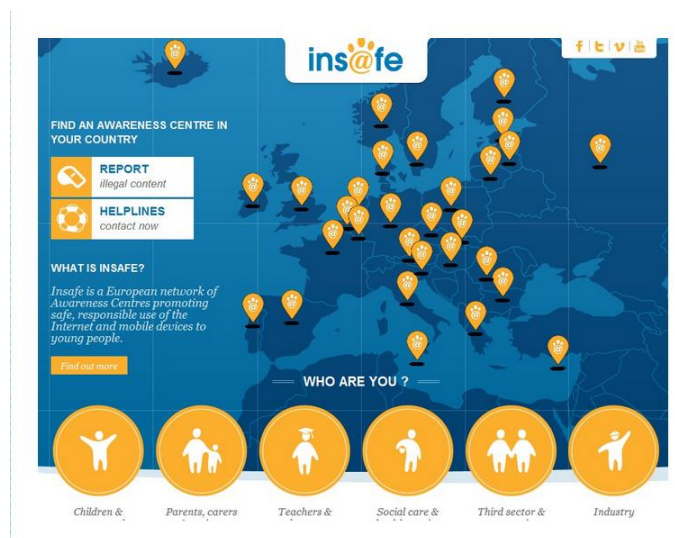 ins@fe
FIND AN AWARENESS CENTRE IN
YOUR COUNTRY
REPORT
illegal content
HELPLINES
contact now
WHAT IS INSAFE?
Insafe is a European network of
Awareness Centres promoting
safe, responsible use of the
Internet and mobile devices to
young people.
Find out more
WHO ARE YOU ?
Children &
Parents, carers
Teachers &
Social care &
Third sector &
Industry